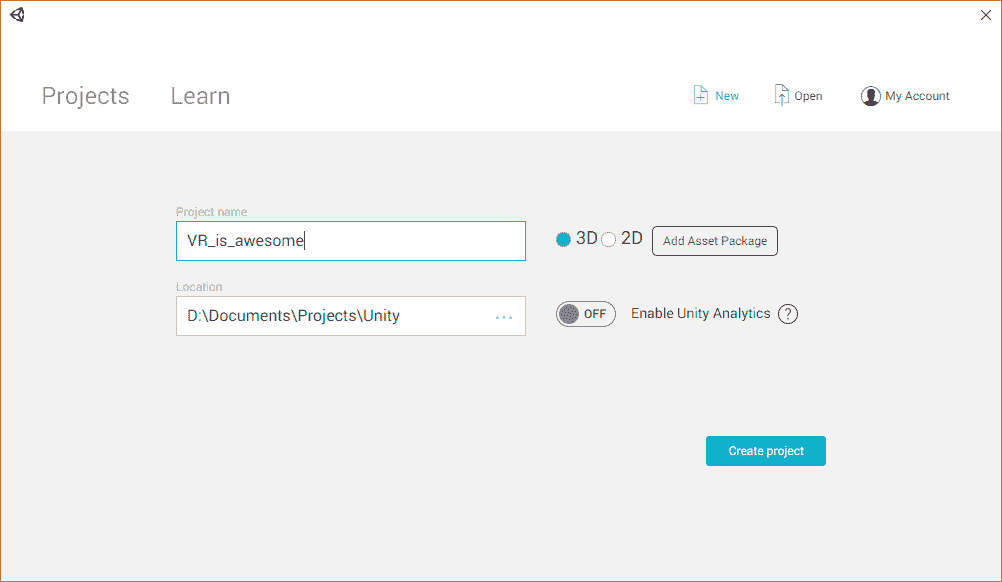 Projects Learn New Open My Account
Project name
VR_is_awesome 3D 2D Add Asset Package
Location
D:\Documents\Projects\Unity ... OFF Enable Unity Analytics ?
Create project